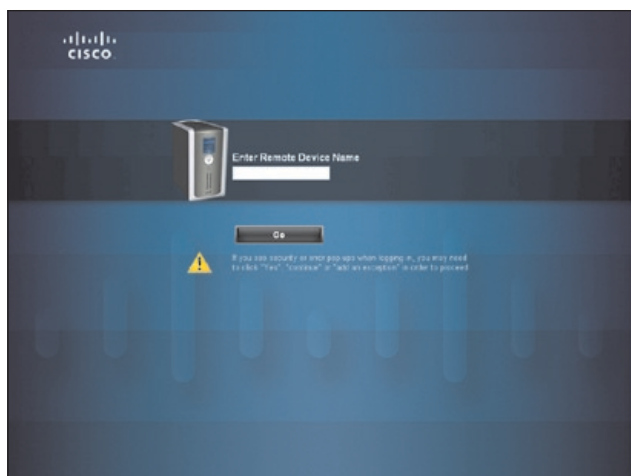 CISCO
Enter Remote Device Name
Go
If you see security or error pop-ups when logging in, you may need
to click "Yes", "continue" or "add an exception" in order to proceed